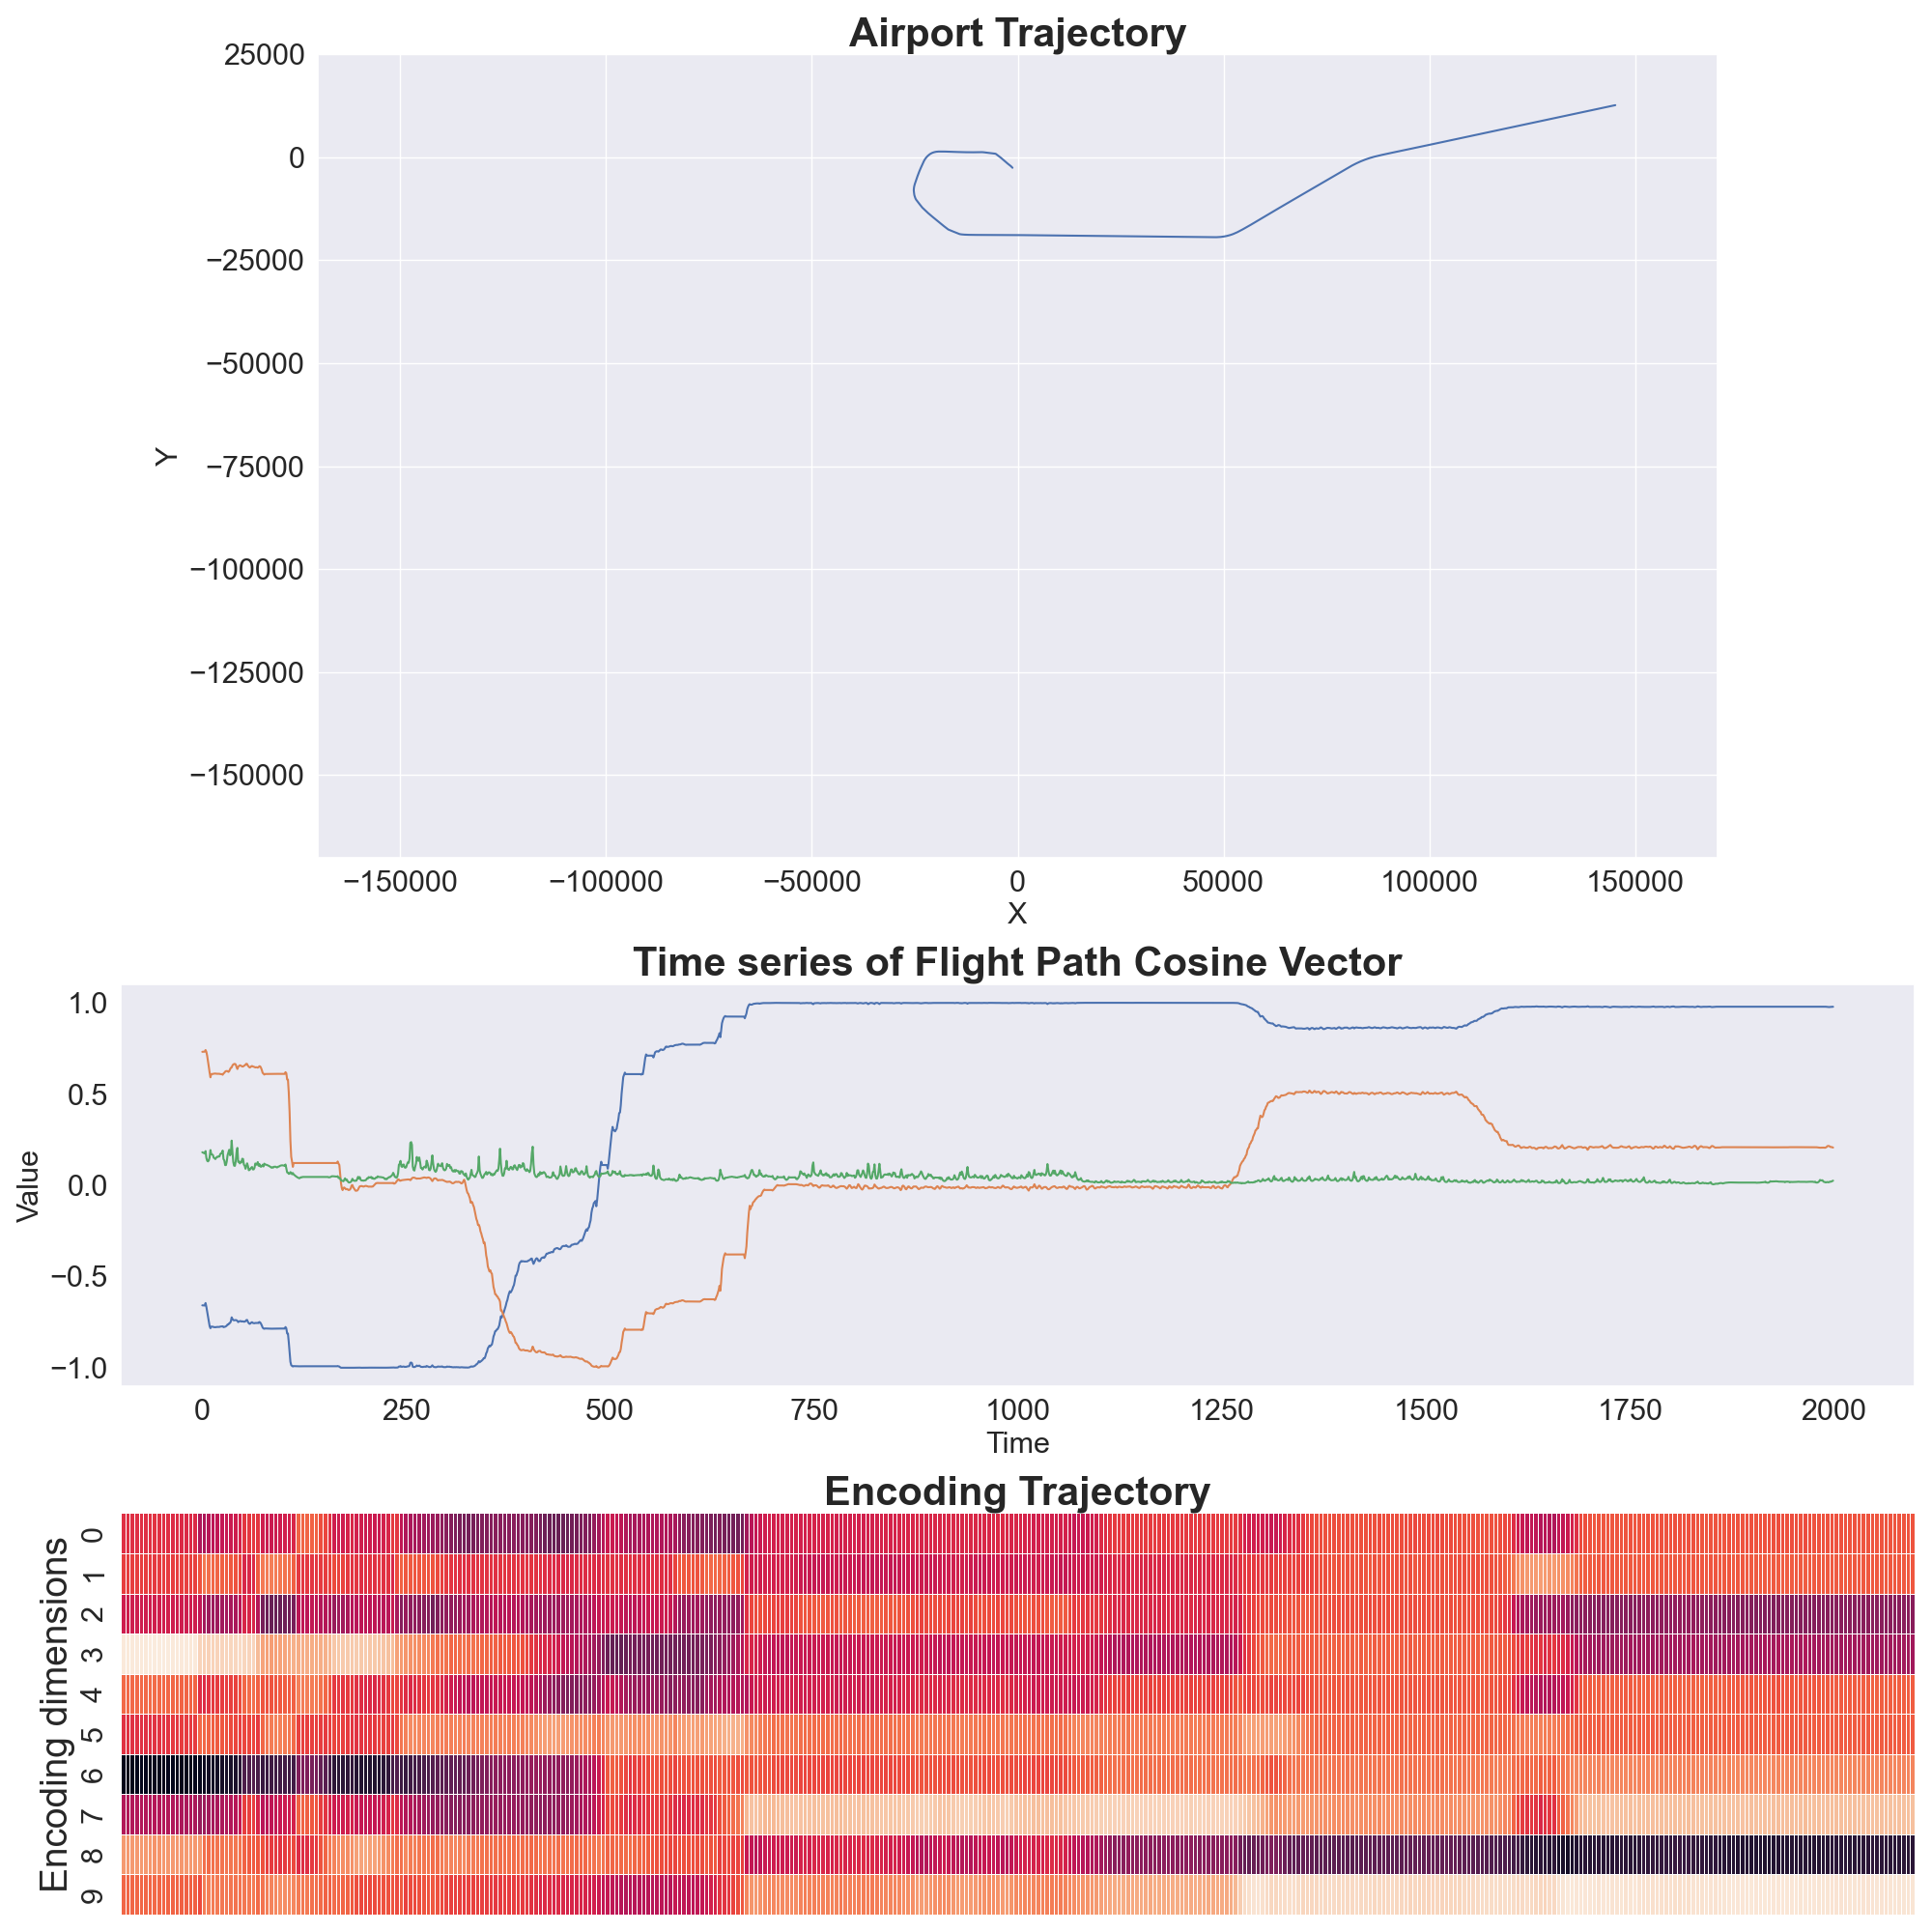 Airport Trajectory
25000
0
−25000
−50000
−75000
−100000
−125000
−150000
Y
−150000 −100000 −50000 0 50000 100000 150000
X
Time series of Flight Path Cosine Vector
1.0
0.5
0.0
−0.5
−1.0
Value
0 250 500 750 1000 1250 1500 1750 2000
Time
Encoding Trajectory
Encoding dimensions
0
1
2
3
4
5
6
7
8
9